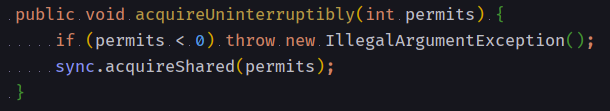 public void acquireUninterruptibly(int permits) {
    if (permits < 0) throw new IllegalArgumentException();
    sync.acquireShared(permits);
}